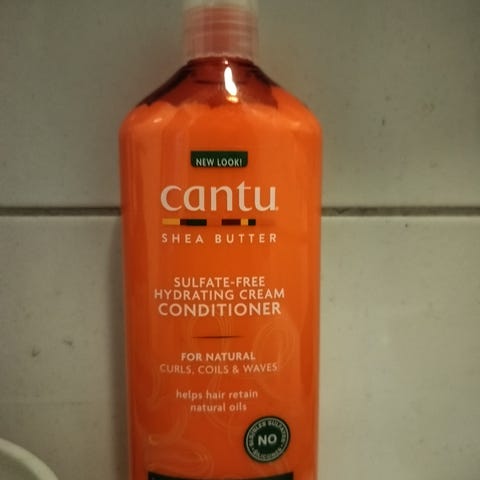 NEW LOOK!
cantu
SHEA BUTTER
SULFATE-FREE
HYDRATING CREAM
CONDITIONER
FOR NATURAL
CURLS, COILS & WAVES
helps hair retain
natural oils
NO